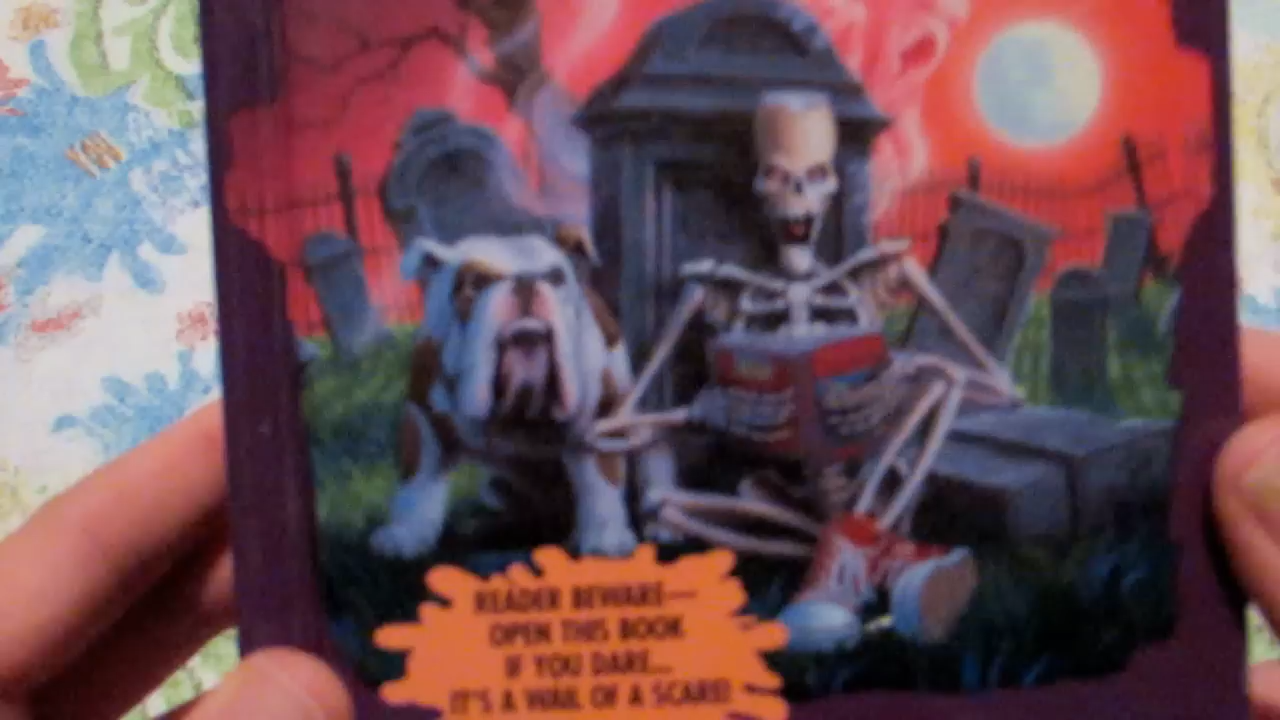 READER BEWARE—
OPEN THIS BOOK
IF YOU DARE...
IT'S A WAIL OF A SCARE!